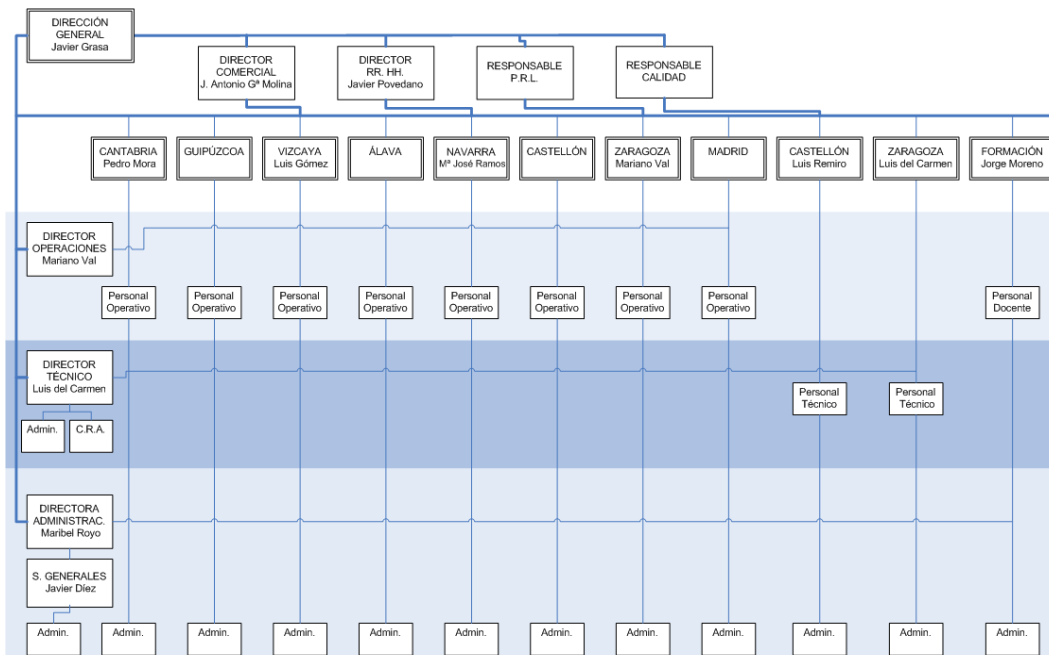 DIRECCIÓN
GENERAL
Javier Grasa
DIRECTOR
COMERCIAL
J. Antonio Gª Molina
DIRECTOR
RR. HH.
Javier Povedano
RESPONSABLE
P.R.L.
RESPONSABLE
CALIDAD
CANTABRIA
Pedro Mora
GUIPÚZCOA
VIZCAYA
Luis Gómez
ÁLAVA
NAVARRA
Mª José Ramos
CASTELLÓN
ZARAGOZA
Mariano Val
MADRID
CASTELLÓN
Luis Remiro
ZARAGOZA
Luis del Carmen
FORMACIÓN
Jorge Moreno
DIRECTOR
OPERACIONES
Mariano Val
Personal
Operativo
Personal
Operativo
Personal
Operativo
Personal
Operativo
Personal
Operativo
Personal
Operativo
Personal
Operativo
Personal
Operativo
Personal
Docente
DIRECTOR
TÉCNICO
Luis del Carmen
Personal
Técnico
Personal
Técnico
Admin.
C.R.A.
DIRECTORA
ADMINISTRAC.
Maribel Royo
S. GENERALES
Javier Díez
Admin.
Admin.
Admin.
Admin.
Admin.
Admin.
Admin.
Admin.
Admin.
Admin.
Admin.
Admin.